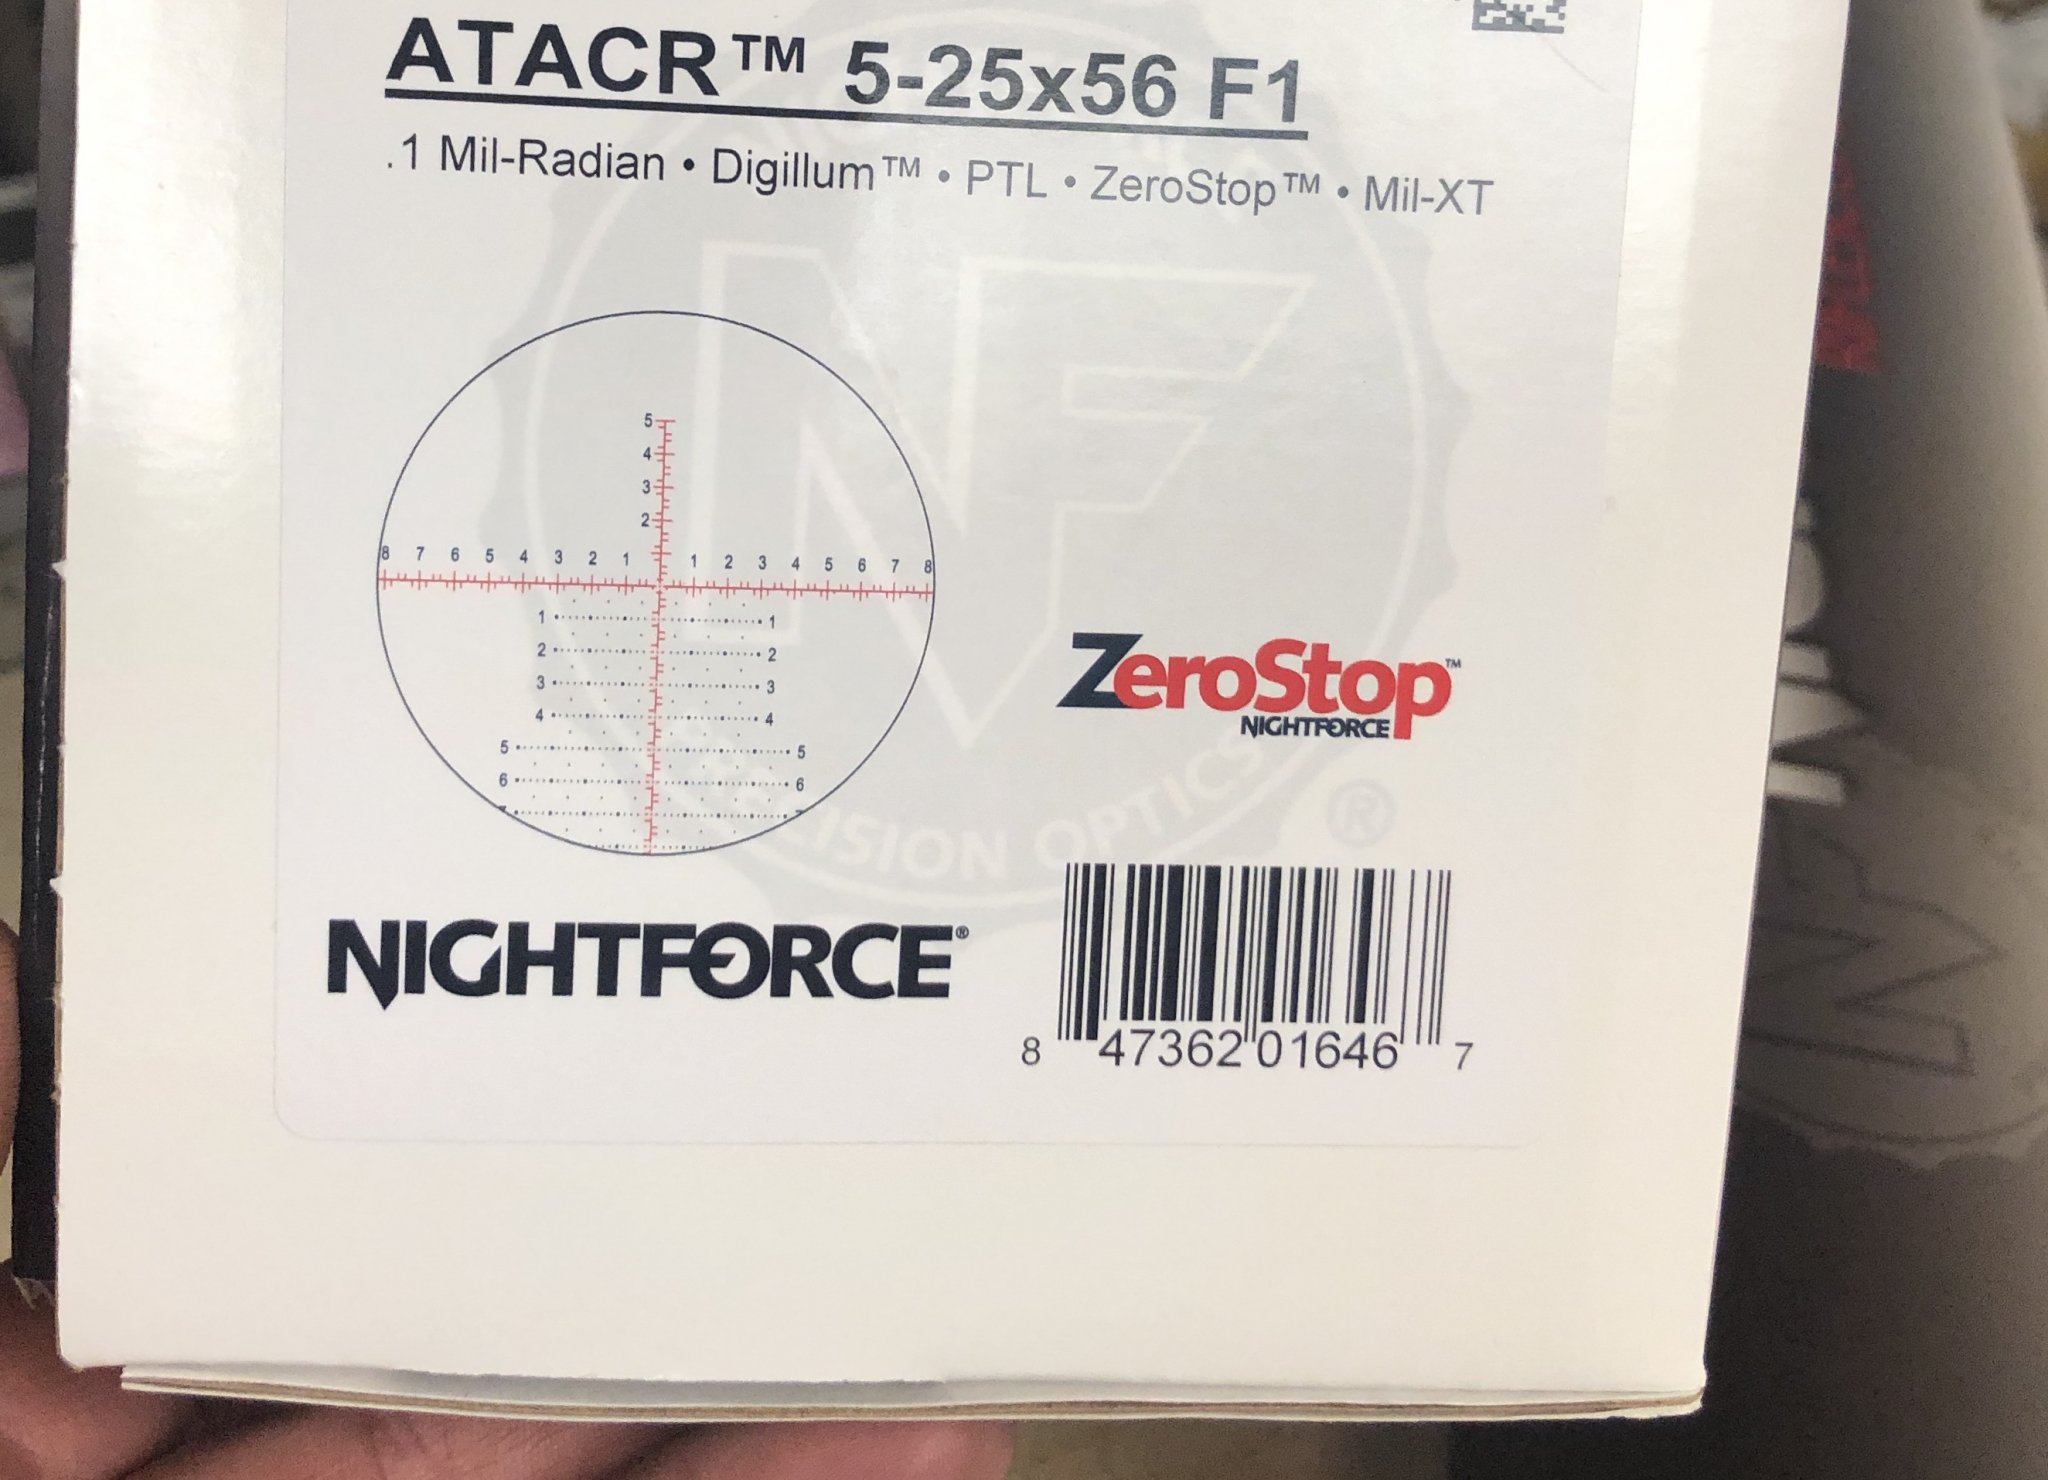 ATACR™ 5-25x56 F1
.1 Mil-Radian • Digillum™ • PTL • ZeroStop™ • Mil-XT
5
4
3
2
8 7 6 5 4 3 2 1 1 2 3 4 5 6 7 8
1 1
2 2
3 3
4 4
5 5
6 6
ZeroStop™
NIGHTFORCE
PRECISION OPTICS
®
NIGHTFORCE®
8 47362 01646 7